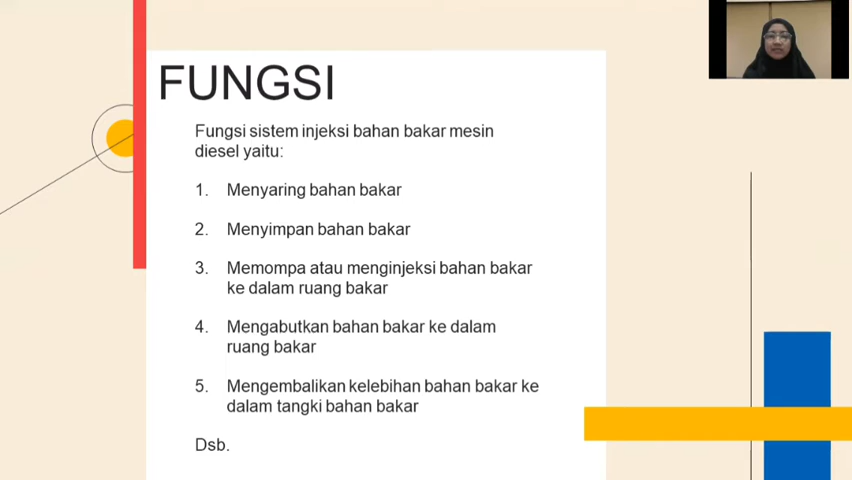 FUNGSI
Fungsi sistem injeksi bahan bakar mesin
diesel yaitu:
1. Menyaring bahan bakar
2. Menyimpan bahan bakar
3. Memompa atau menginjeksi bahan bakar
ke dalam ruang bakar
4. Mengabutkan bahan bakar ke dalam
ruang bakar
5. Mengembalikan kelebihan bahan bakar ke
dalam tangki bahan bakar
Dsb.